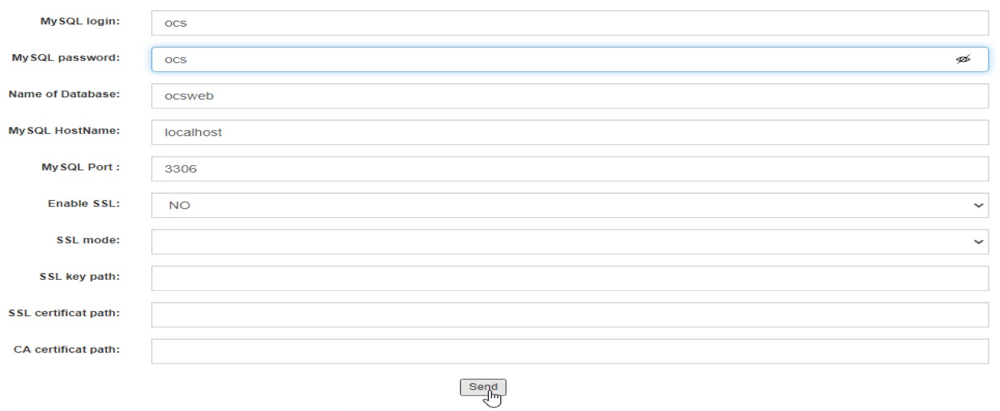 MySQL login: ocs
MySQL password: ocs
Name of Database: ocsweb
MySQL HostName: localhost
MySQL Port : 3306
Enable SSL: NO
SSL mode:
SSL key path:
SSL certificat path:
CA certificat path:
Send